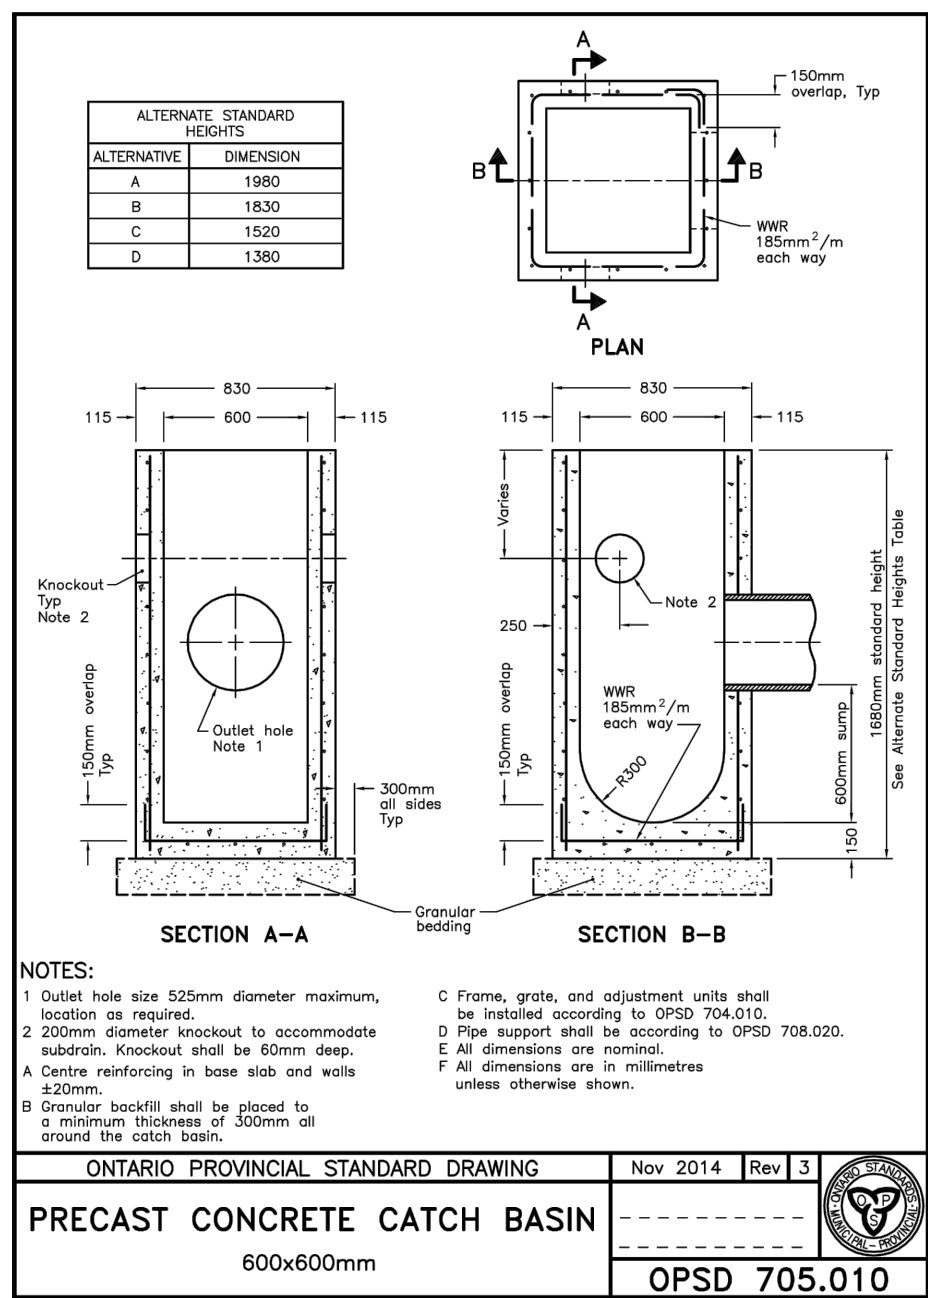 ALTERNATE STANDARD
HEIGHTS
ALTERNATIVE DIMENSION
A 1980
B 1830
C 1520
D 1380
A
150mm
overlap, Typ
B
B
WWR
185mm²/m
each way
A
PLAN
830
115 600 115
Knockout
Typ
Note 2
150mm overlap
Typ
Outlet hole
Note 1
300mm
all sides
Typ
SECTION A–A
830
115 600 115
Varies
Note 2
250
WWR
185mm²/m
each way
150mm overlap
Typ
R300
600mm sump
150
1680mm standard height
See Alternate Standard Heights Table
Granular
bedding
SECTION B–B
NOTES:
1 Outlet hole size 525mm diameter maximum,
location as required.
2 200mm diameter knockout to accommodate
subdrain. Knockout shall be 60mm deep.
A Centre reinforcing in base slab and walls
±20mm.
B Granular backfill shall be placed to
a minimum thickness of 300mm all
around the catch basin.
C Frame, grate, and adjustment units shall
be installed according to OPSD 704.010.
D Pipe support shall be according to OPSD 708.020.
E All dimensions are nominal.
F All dimensions are in millimetres
unless otherwise shown.
ONTARIO PROVINCIAL STANDARD DRAWING
Nov 2014 Rev 3
PRECAST CONCRETE CATCH BASIN
600x600mm
OPSD 705.010
ONTARIO STANDARDS
MUNICIPAL – PROVINCIAL
O P
S